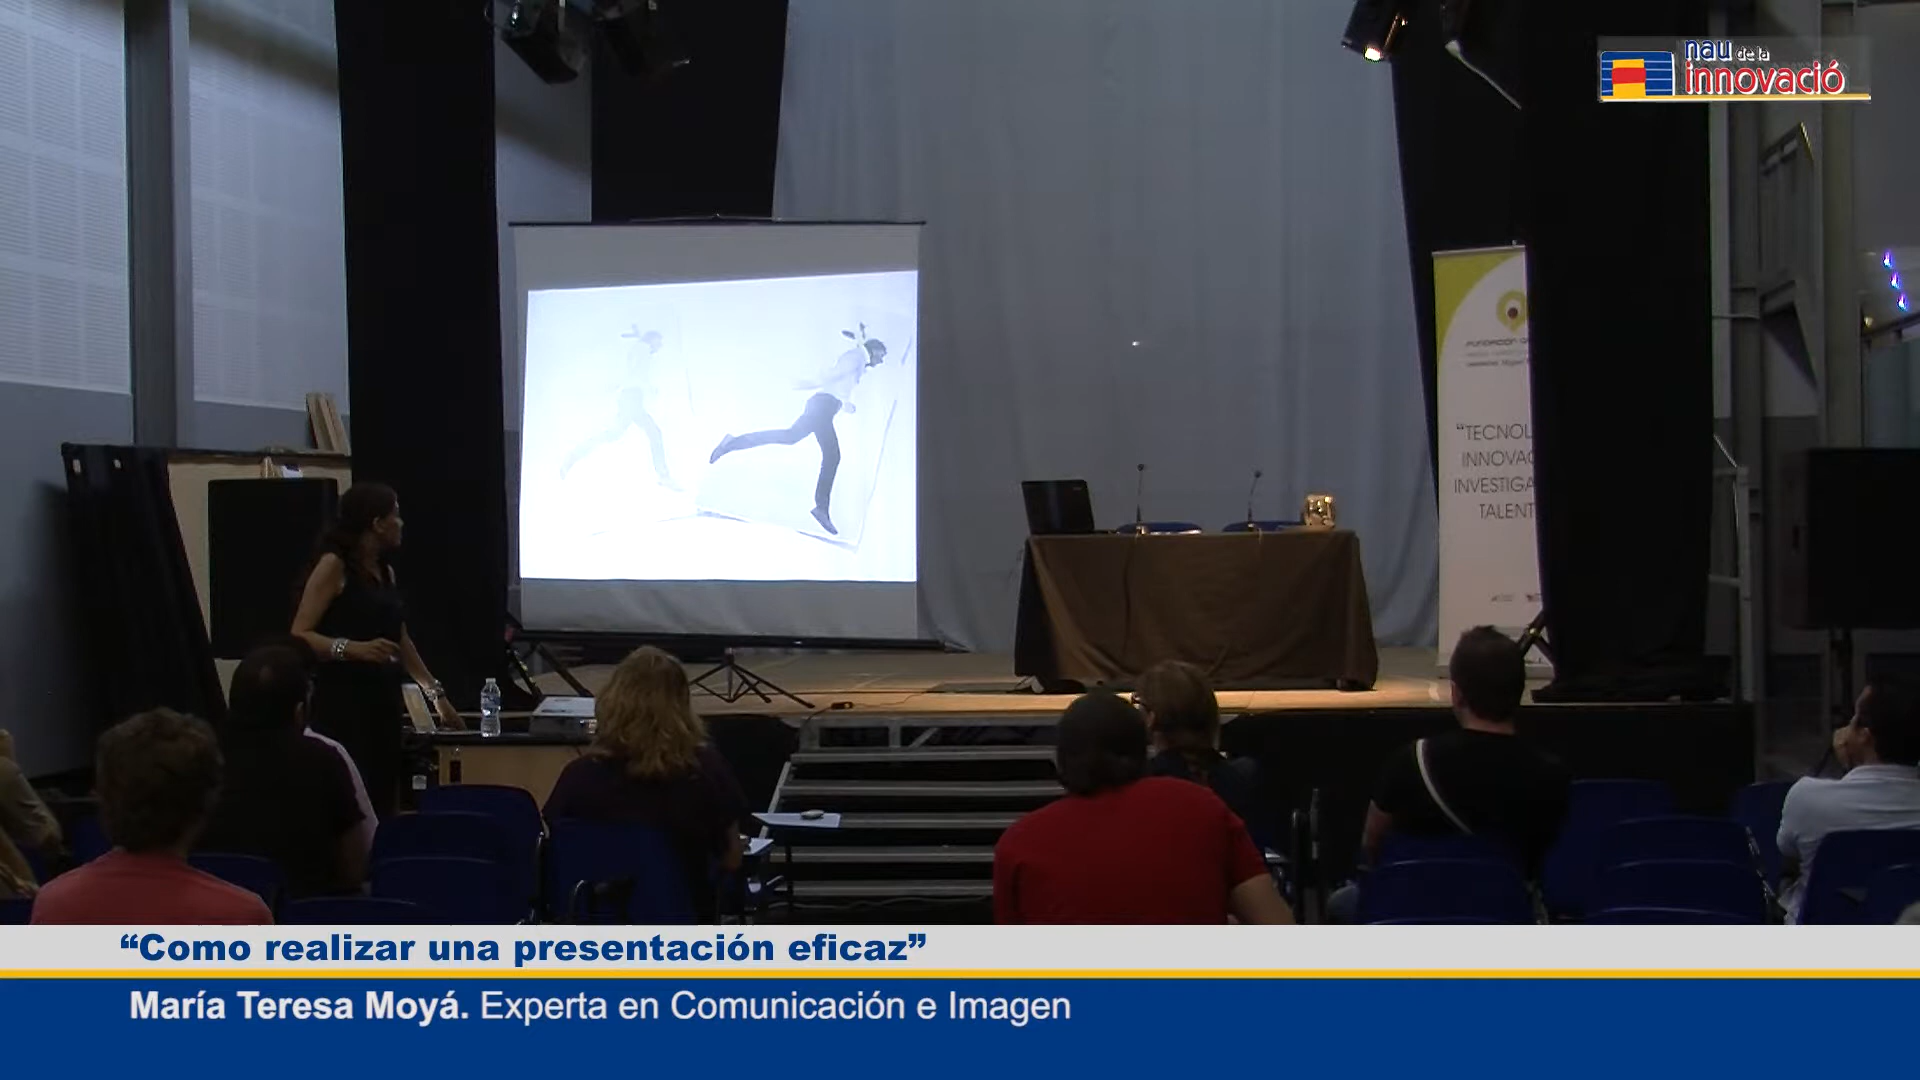 nau de la
innovació
FUNDACIÓN
"TECNOL
INNOVAC
INVESTIGA
TALENT
“Como realizar una presentación eficaz”
María Teresa Moyá. Experta en Comunicación e Imagen